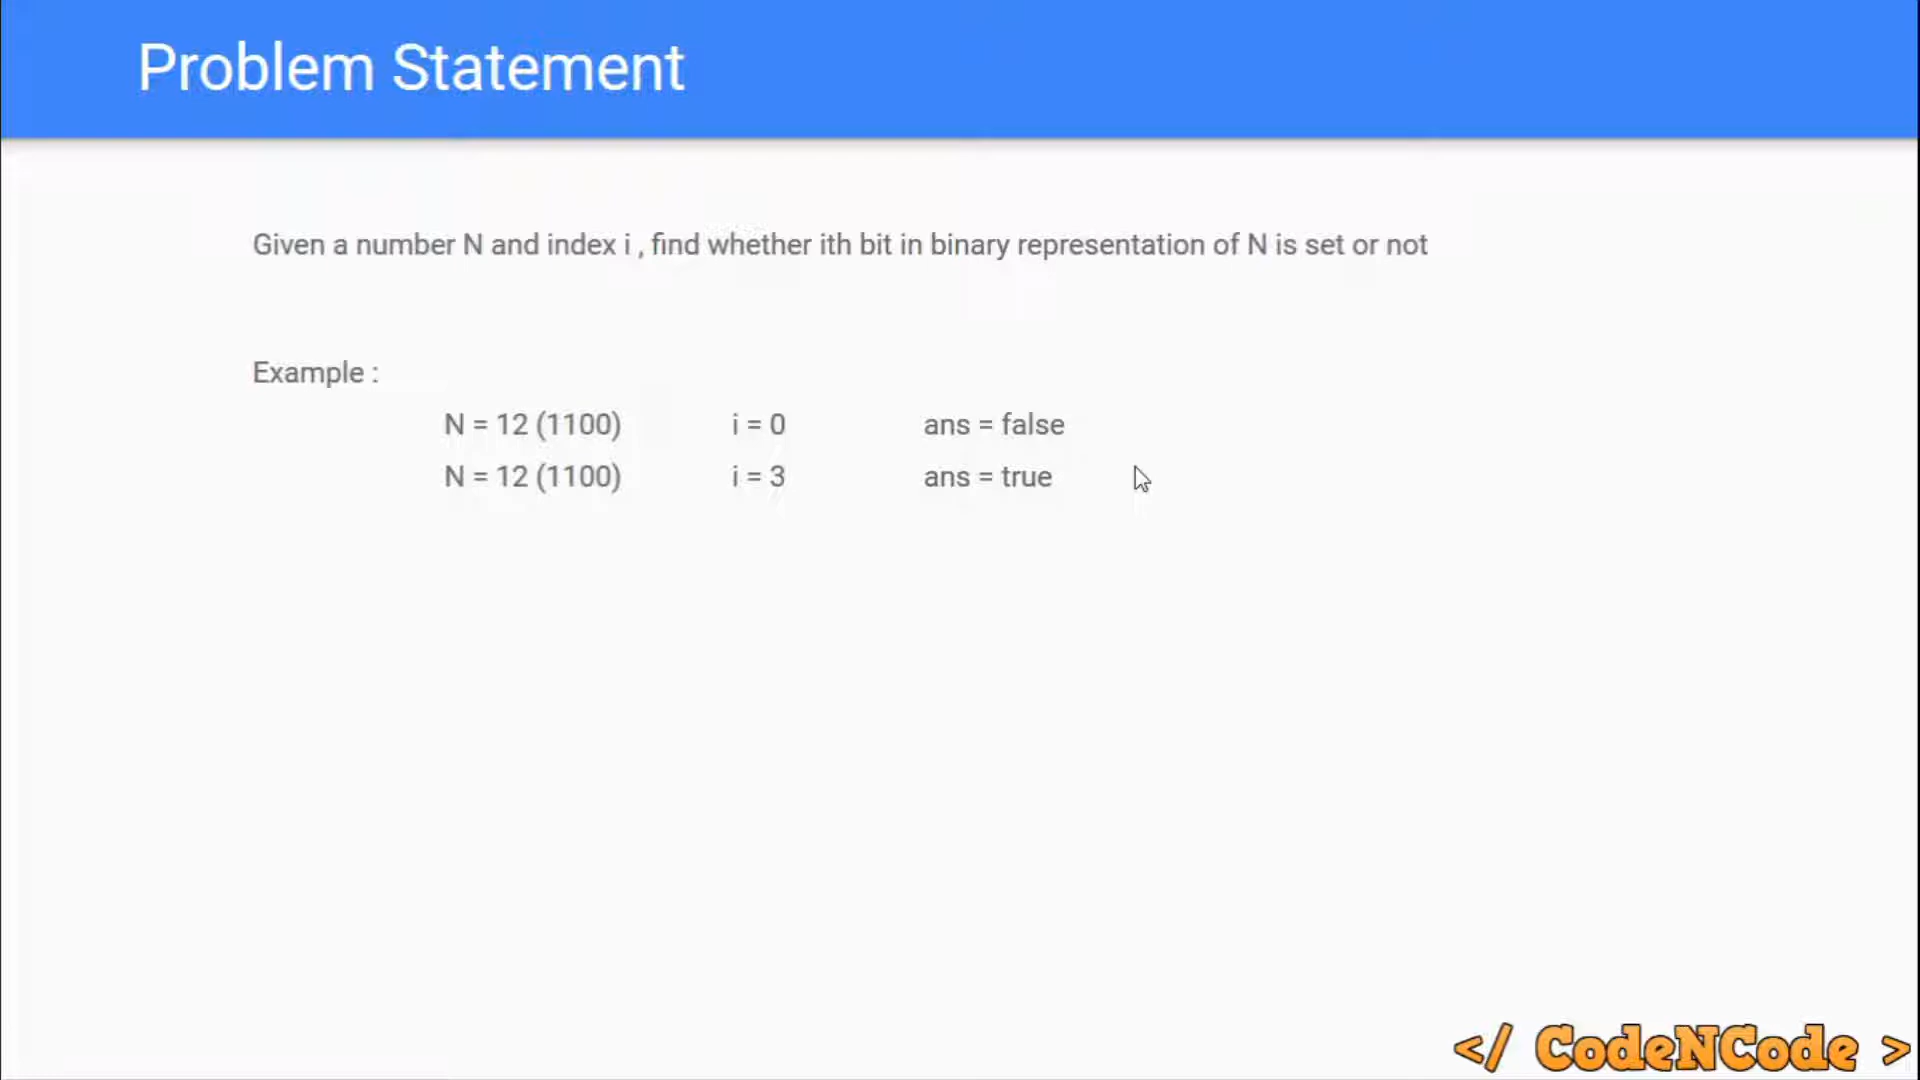 Problem Statement
Given a number N and index i , find whether ith bit in binary representation of N is set or not
Example :
N = 12 (1100) i = 0 ans = false
N = 12 (1100) i = 3 ans = true
</ CodeNCode >